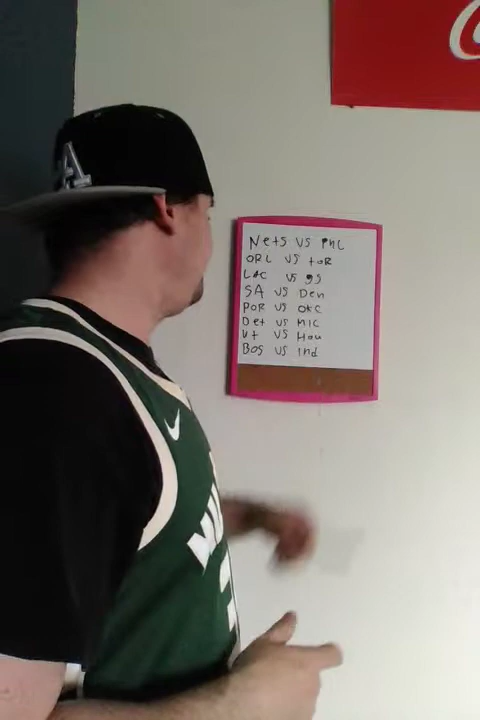 A
Nets VS PHL
ORL VS toR
LAC VS gs
SA VS Den
POR VS OKC
Det VS MIC
Ut VS Hou
BOS VS Ind